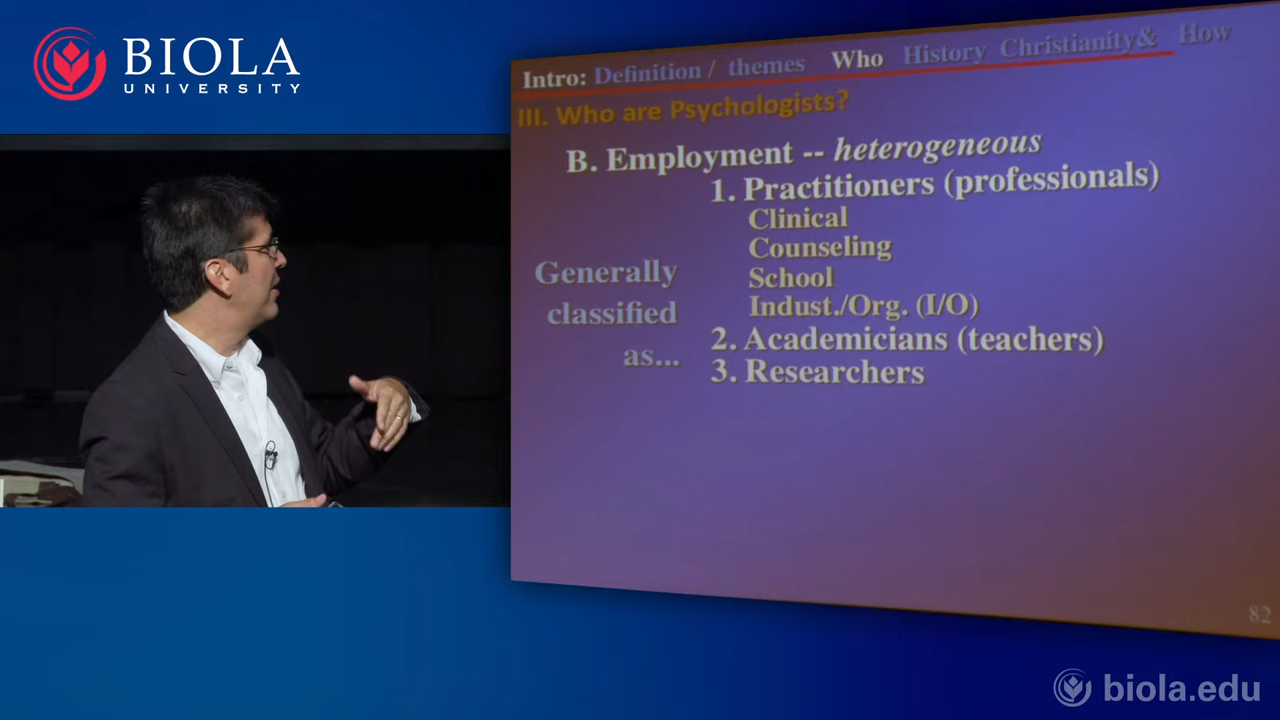 BIOLA
UNIVERSITY
Intro: Definition / themes Who History Christianity& How
III. Who are Psychologists?
B. Employment -- heterogeneous
1. Practitioners (professionals)
Clinical
Counseling
School
Indust./Org. (I/O)
Generally
classified
as...
2. Academicians (teachers)
3. Researchers
82
biola.edu